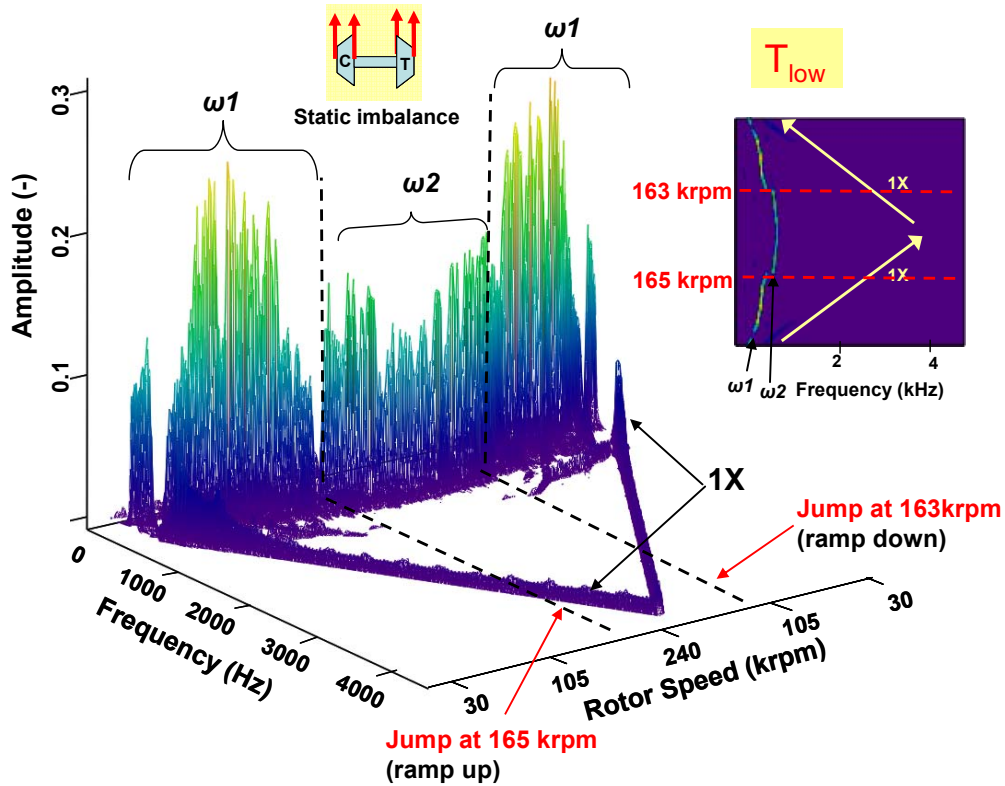 ω1
C
T
Static imbalance
ω1
T_low
0.3
0.2
0.1
0
Amplitude (-)
ω2
163 krpm
1X
165 krpm
1X
2
4
ω1
ω2
Frequency (kHz)
1X
Jump at 163krpm
(ramp down)
0
1000
2000
3000
4000
Frequency (Hz)
30
105
240
105
30
Rotor Speed (krpm)
Jump at 165 krpm
(ramp up)